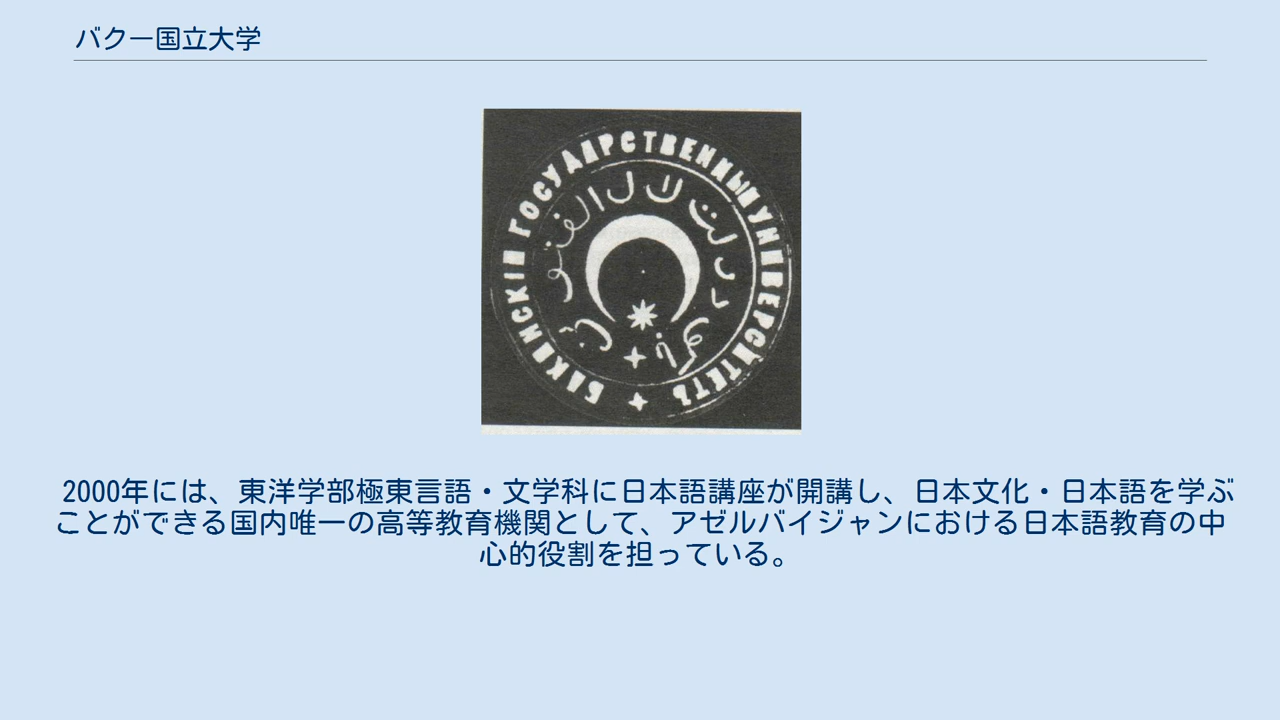 バクー国立大学
БАКИНСКІЙ ГОСУДАРСТВЕННЫЙ УНИВЕРСИТЕТЪ
2000年には、東洋学部極東言語・文学科に日本語講座が開講し、日本文化・日本語を学ぶ
ことができる国内唯一の高等教育機関として、アゼルバイジャンにおける日本語教育の中
心的役割を担っている。